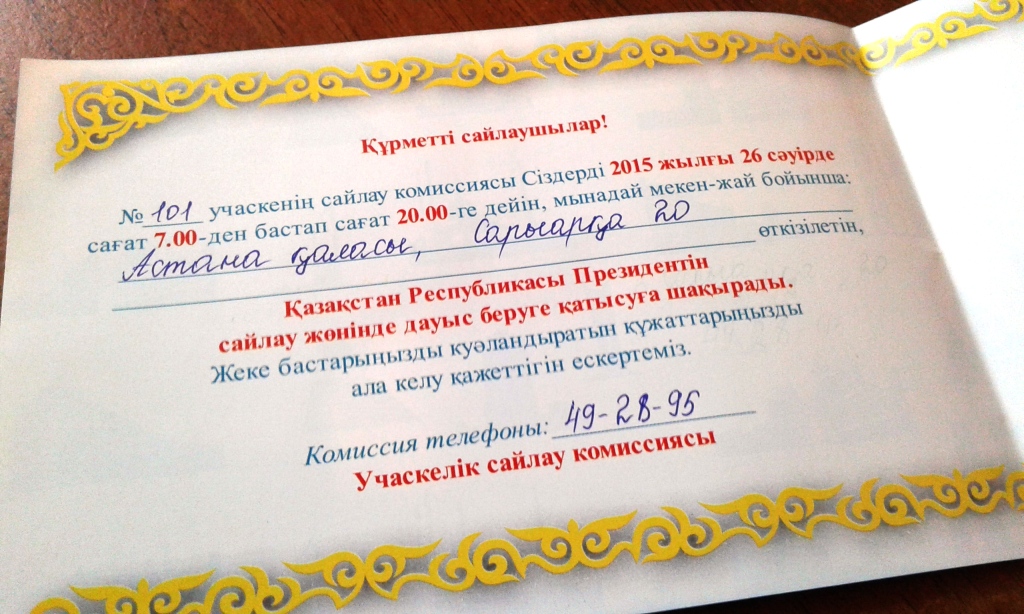 Құрметті сайлаушылар!
№ 101 учаскенің сайлау комиссиясы Сіздерді 2015 жылғы 26 сәуірде
сағат 7.00-ден бастап сағат 20.00-ге дейін, мынадай мекен-жай бойынша:
Астана қаласы, Сарыарқа 20
өткізілетін,
Қазақстан Республикасы Президентін
сайлау жөнінде дауыс беруге қатысуға шақырады.
Жеке бастарыңызды куәландыратын құжаттарыңызды
ала келу қажеттігін ескертеміз.
Комиссия телефоны: 49-28-95
Учаскелік сайлау комиссиясы